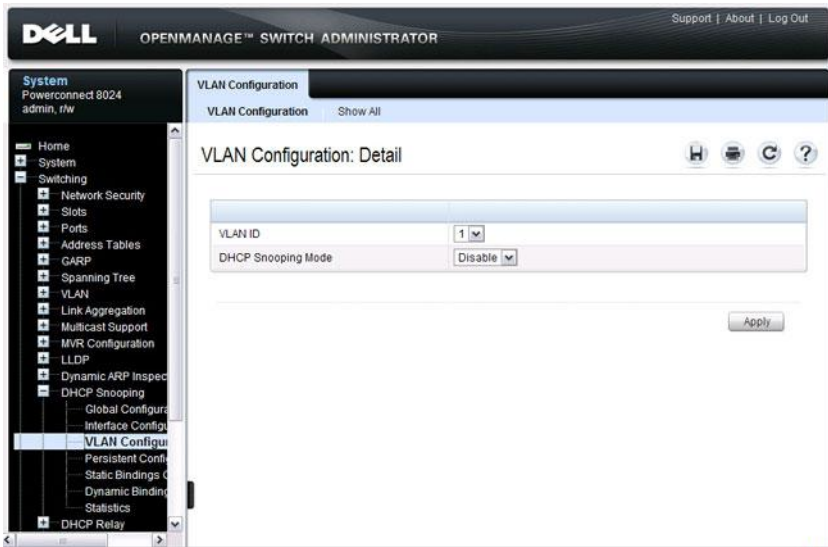 Support | About | Log Out
DELL OPENMANAGE™ SWITCH ADMINISTRATOR
System
Powerconnect 8024
admin, r/w
Home
System
Switching
Network Security
Slots
Ports
Address Tables
GARP
Spanning Tree
VLAN
Link Aggregation
Multicast Support
MVR Configuration
LLDP
Dynamic ARP Inspec
DHCP Snooping
Global Configura
Interface Configu
VLAN Configu
Persistent Confi
Static Bindings
Dynamic Binding
Statistics
DHCP Relay
VLAN Configuration
VLAN Configuration Show All
VLAN Configuration: Detail
VLAN ID 1
DHCP Snooping Mode Disable
Apply